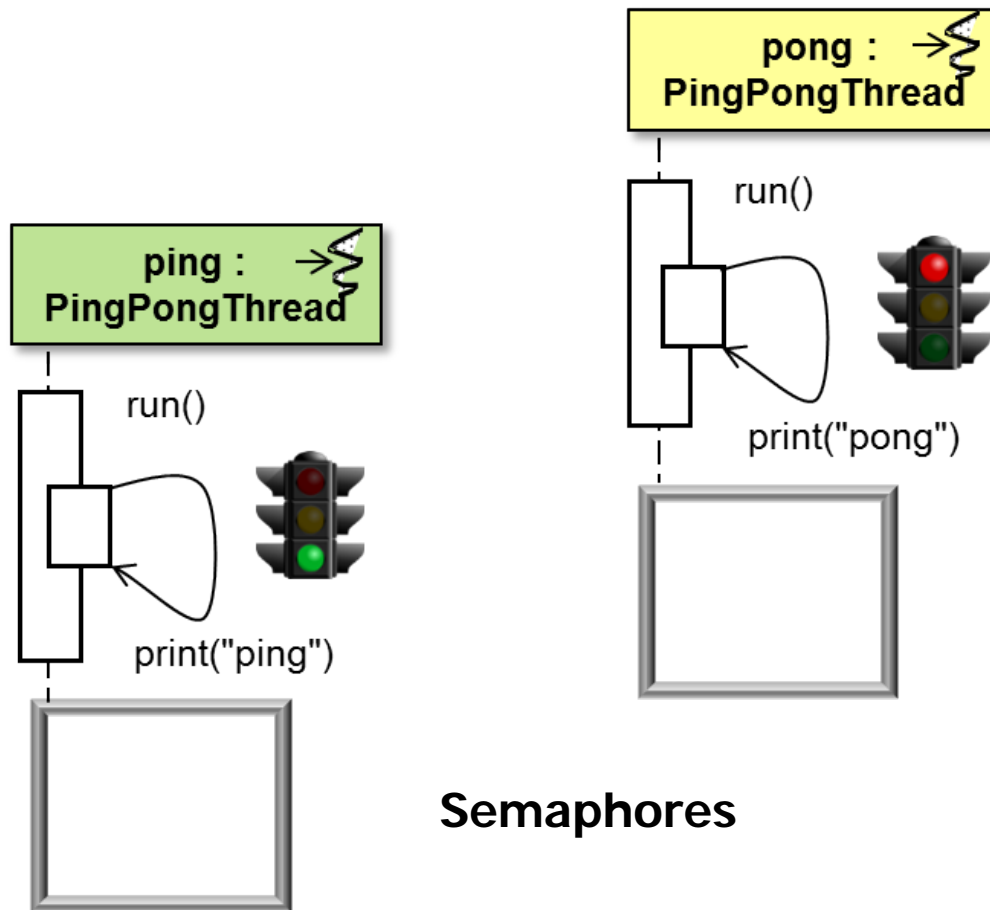 pong :
PingPongThread
run()
print("pong")
ping :
PingPongThread
run()
print("ping")
Semaphores